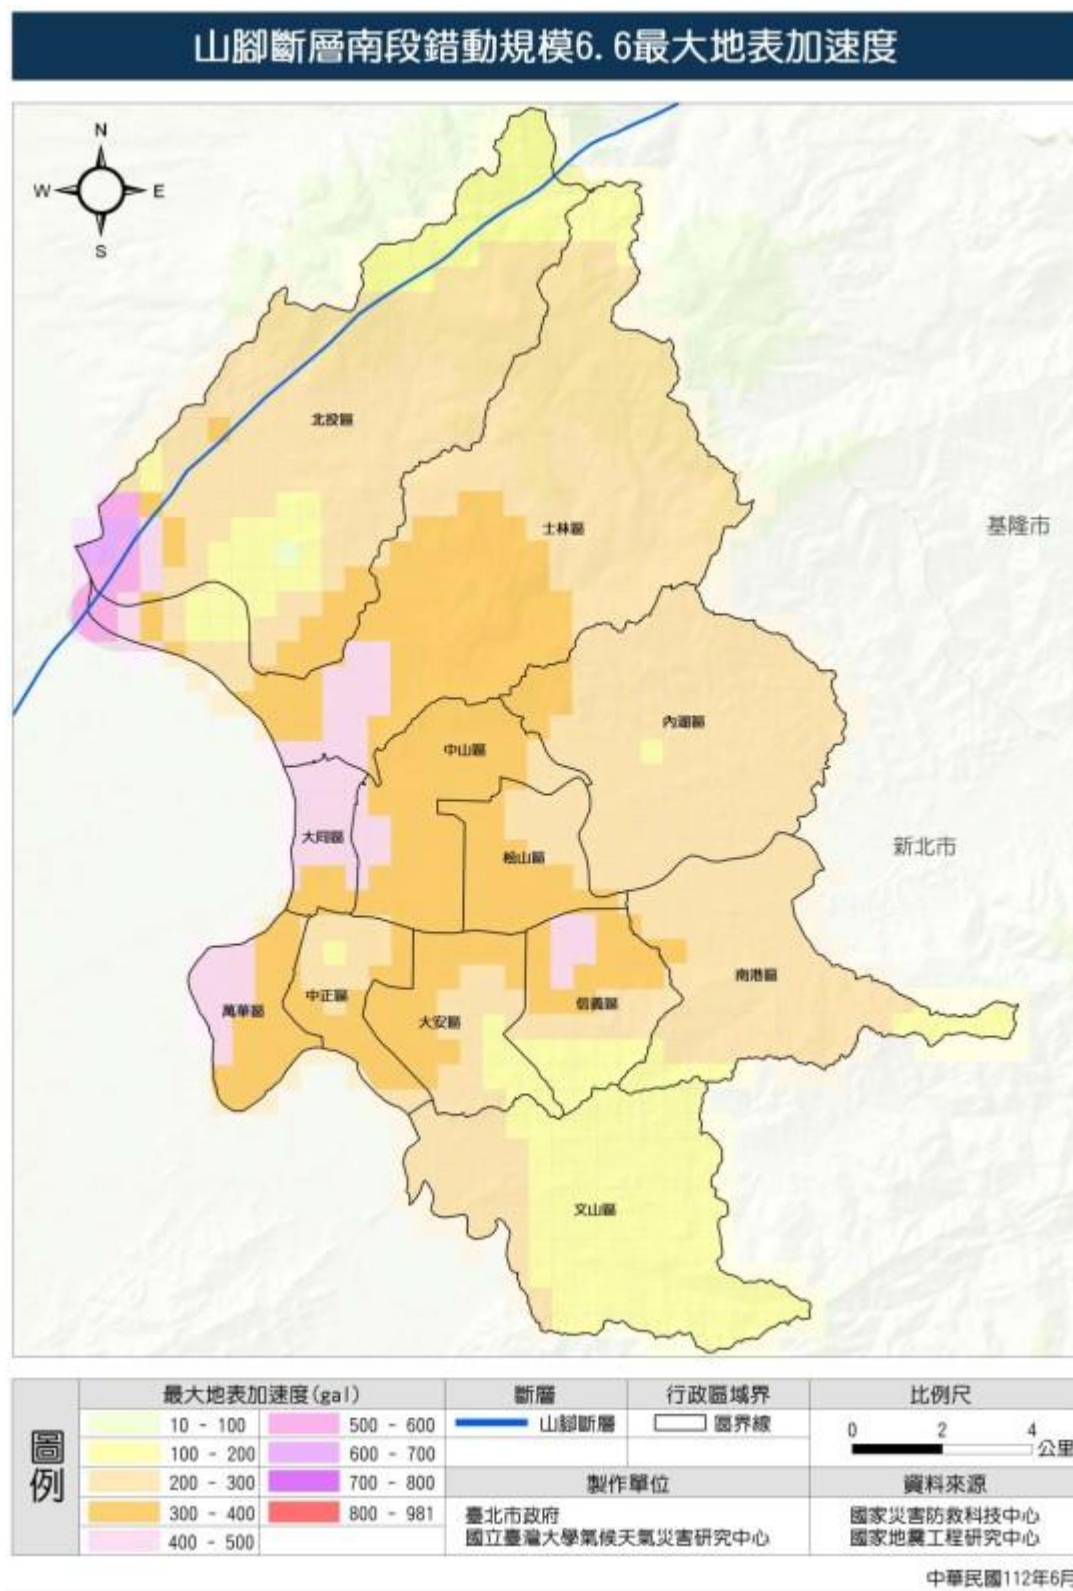 山腳斷層南段錯動規模6.6最大地表加速度
N
W E
S
北投區
士林區
基隆市
內湖區
中山區
大同區
松山區
新北市
南港區
萬華區
中正區
大安區
信義區
文山區
圖例
最大地表加速度(gal)
10 - 100
100 - 200
200 - 300
300 - 400
400 - 500
500 - 600
600 - 700
700 - 800
800 - 981
斷層
山腳斷層
行政區域界
區界線
比例尺
0 2 4
公里
製作單位
臺北市政府
國立臺灣大學氣候天氣災害研究中心
資料來源
國家災害防救科技中心
國家地震工程研究中心
中華民國112年6月